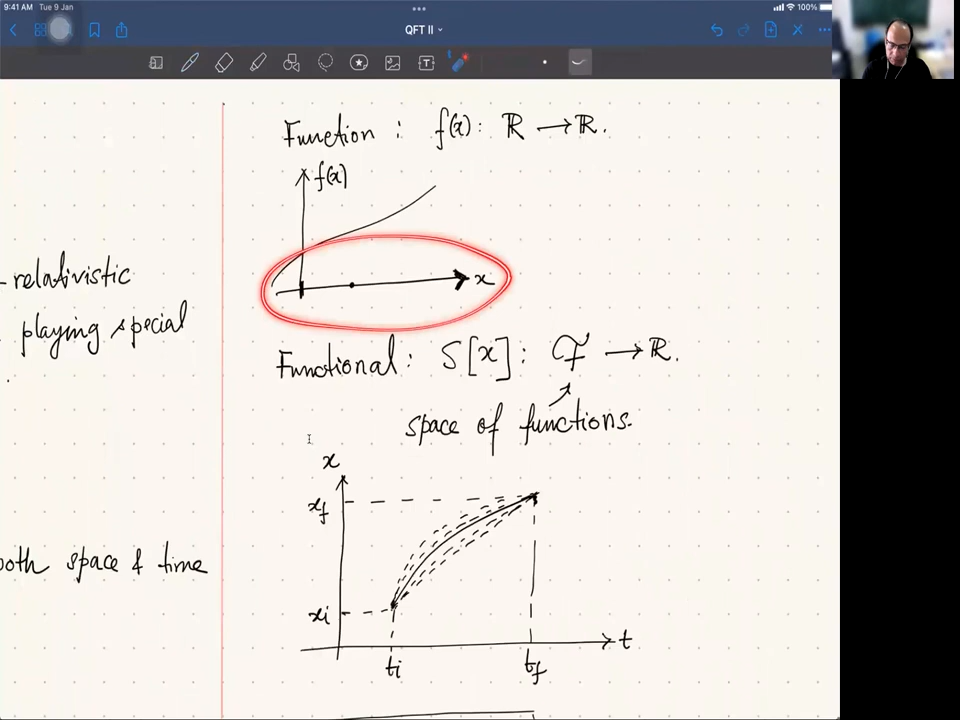 9:41 AM Tue 9 Jan
100%
QFT II
Function : f(x) : ℝ → ℝ.
f(x)
x
- relativistic
playing special
Functional : S[x] : ℱ → ℝ.
space of functions.
x
xf
both space & time
xi
t
ti
tf